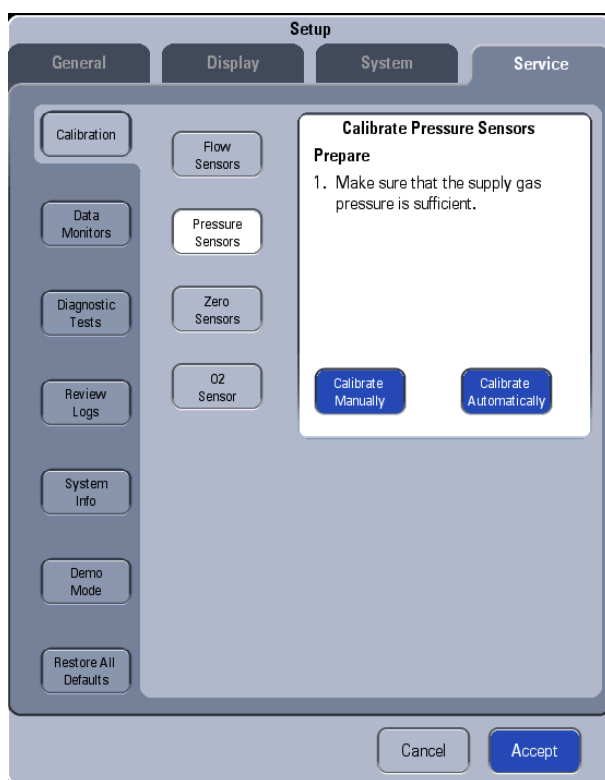 Setup
General
Display
System
Service
Calibration
Data
Monitors
Diagnostic
Tests
Review
Logs
System
Info
Demo
Mode
Restore All
Defaults
Flow
Sensors
Pressure
Sensors
Zero
Sensors
O2
Sensor
Calibrate Pressure Sensors
Prepare
1. Make sure that the supply gas
pressure is sufficient.
Calibrate
Manually
Calibrate
Automatically
Cancel
Accept